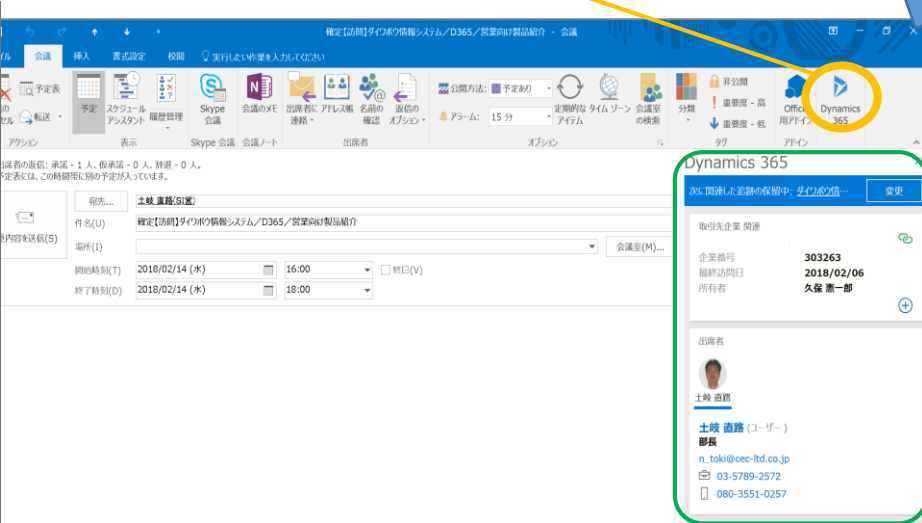 確定【訪問】ダイワボウ情報システム／D365／営業向け製品紹介 - 会議
会議 挿入 書式設定 校閲 実行したい作業を入力してください
予定表
転送
予定
スケジュール
アシスタント
履歴管理
Skype
会議
会議のメモ
出席者に
連絡
アドレス帳
名前の
確認
返信の
オプション
公開方法: 予定あり
アラーム: 15 分
定期的な
アイテム
タイム ゾーン
会議室
の検索
分類
非公開
重要度 - 高
重要度 - 低
Office
用アドイン
Dynamics
365
アクション 表示 Skype 会議 会議ノート 出席者 オプション タグ アドイン
出席者の返信: 承諾 - 1 人、仮承諾 - 0 人、辞退 - 0 人。
予定表には、この時間帯に別の予定が入っています。
宛先... 土岐 直路(SI営)
件名(U) 確定【訪問】ダイワボウ情報システム／D365／営業向け製品紹介
更内容を送信(S)
場所(I) 会議室(M)...
開始時刻(T) 2018/02/14 (水) 16:00 終日(V)
終了時刻(D) 2018/02/14 (水) 18:00
Dynamics 365
次に関連した追跡の保留中: ダイワボウ情… 変更
取引先企業 関連
企業番号 303263
最終訪問日 2018/02/06
所有者 久保 憲一郎
出席者
土岐 直路
土岐 直路 (ユーザー)
部長
n_toki@cec-ltd.co.jp
03-5789-2572
080-3551-0257